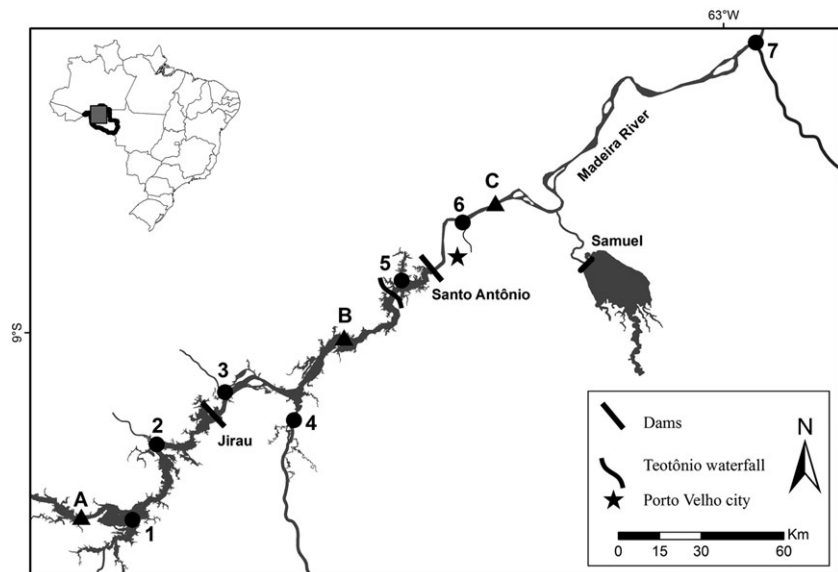 63°W
7
Madeira River
C
6
Samuel
5
Santo Antônio
B
9°S
3
4
2
Jirau
A
1
Dams
Teotônio waterfall
Porto Velho city
N
Km
0 15 30 60